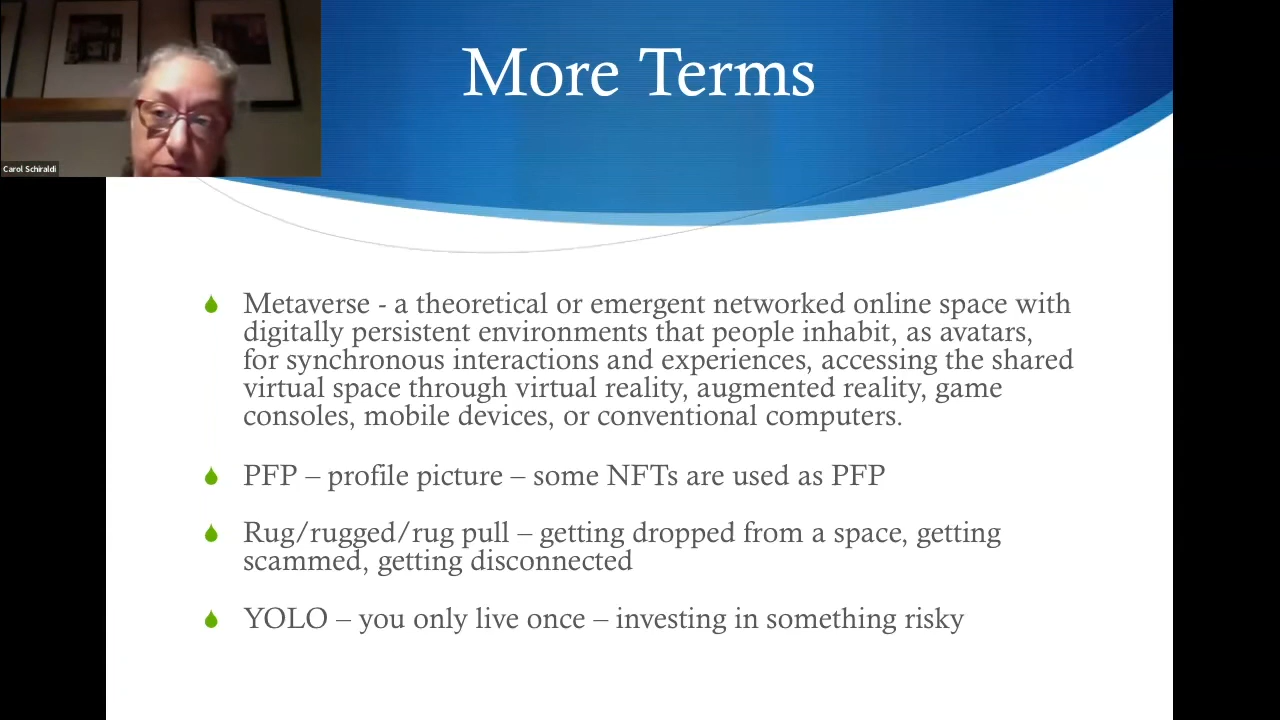 Carol Schiraldi
More Terms
Metaverse - a theoretical or emergent networked online space with
digitally persistent environments that people inhabit, as avatars,
for synchronous interactions and experiences, accessing the shared
virtual space through virtual reality, augmented reality, game
consoles, mobile devices, or conventional computers.
PFP – profile picture – some NFTs are used as PFP
Rug/rugged/rug pull – getting dropped from a space, getting
scammed, getting disconnected
YOLO – you only live once – investing in something risky